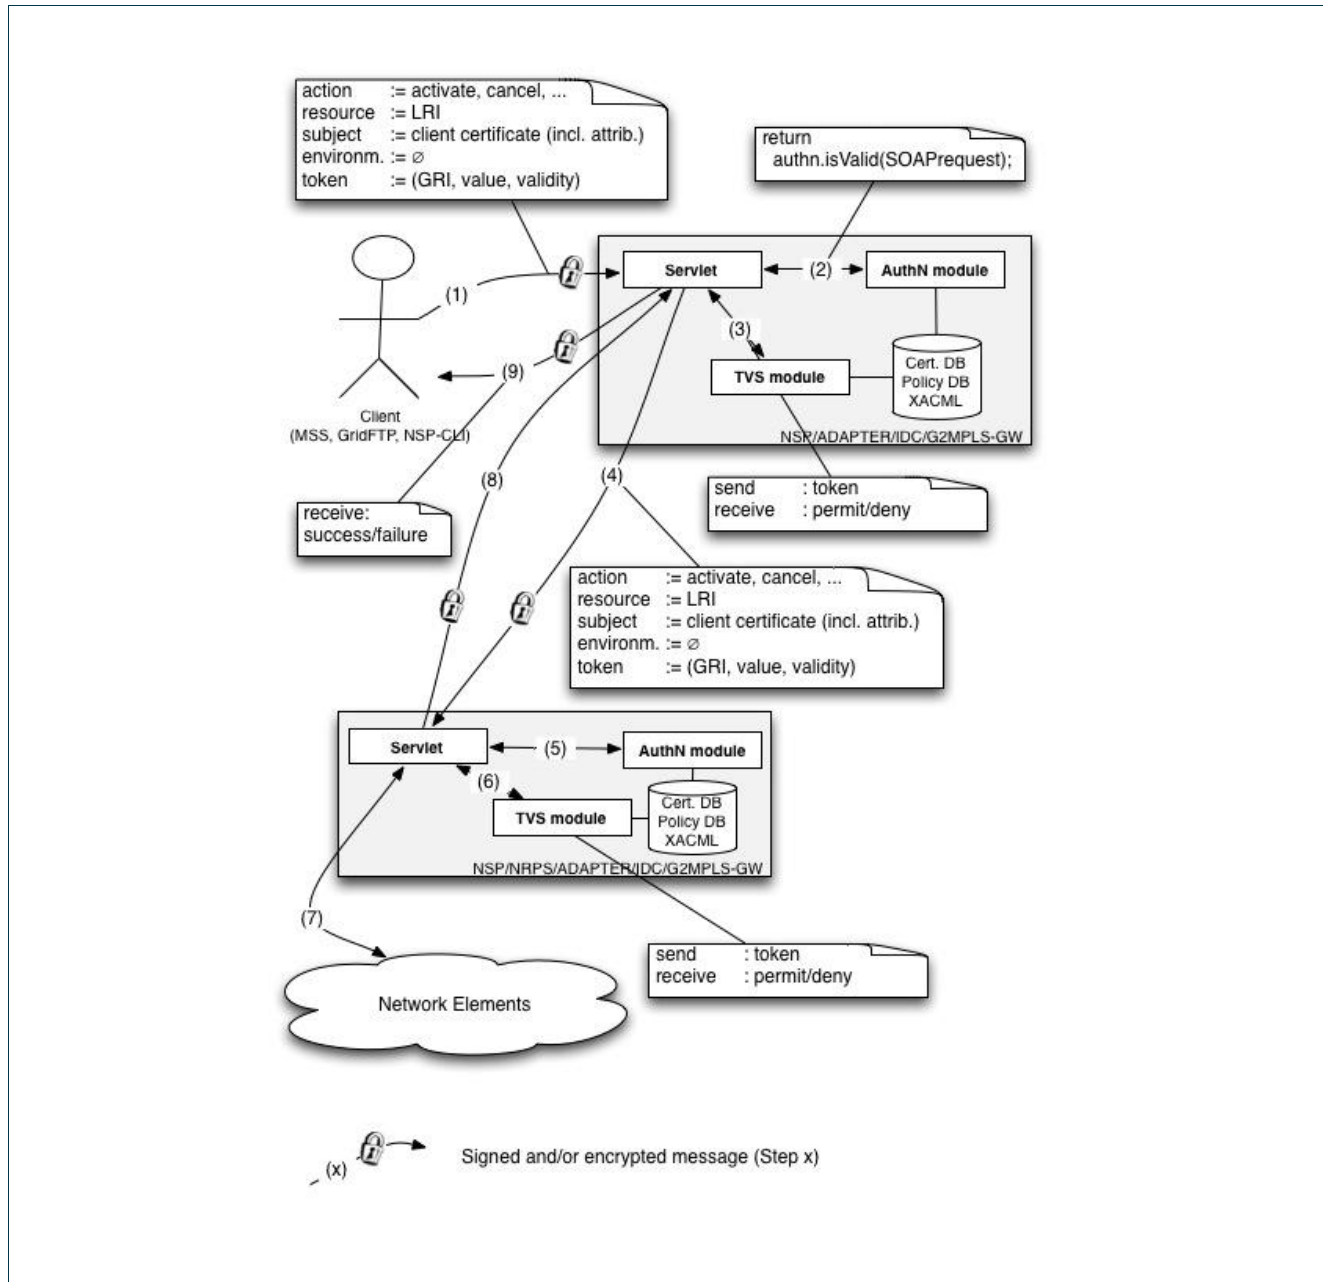 action := activate, cancel, ...
resource := LRI
subject := client certificate (incl. attrib.)
environm. := ∅
token := (GRI, value, validity)
return
authn.isValid(SOAPrequest);
Servlet
(2)
AuthN module
(1)
(3)
TVS module
Cert. DB
Policy DB
XACML
NSP/ADAPTER/IDC/G2MPLS-GW
(9)
Client
(MSS, GridFTP, NSP-CLI)
(8)
(4)
send : token
receive : permit/deny
receive:
success/failure
action := activate, cancel, ...
resource := LRI
subject := client certificate (incl. attrib.)
environm. := ∅
token := (GRI, value, validity)
Servlet
(5)
AuthN module
(6)
TVS module
Cert. DB
Policy DB
XACML
NSP/NRPS/ADAPTER/IDC/G2MPLS-GW
(7)
send : token
receive : permit/deny
Network Elements
(x)
Signed and/or encrypted message (Step x)